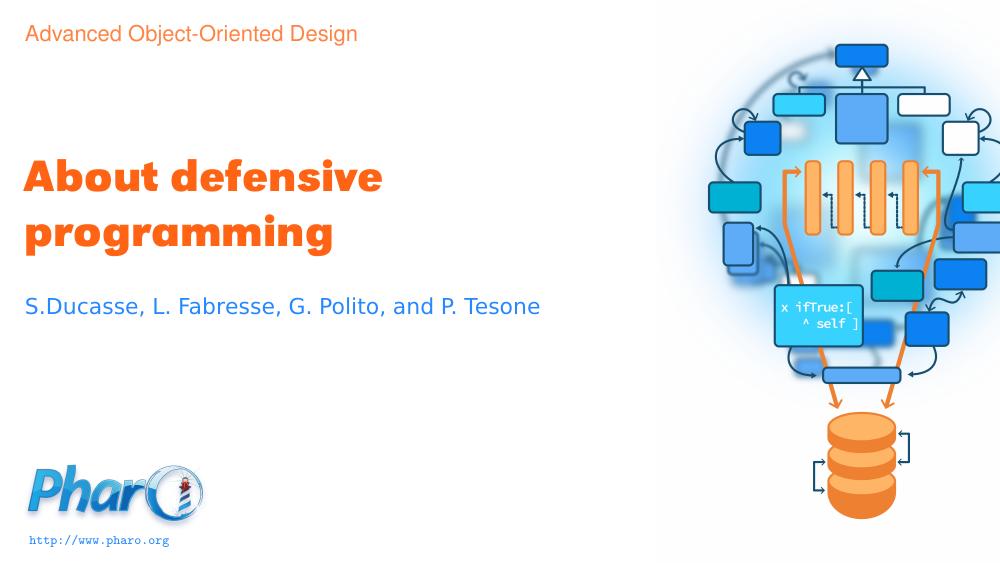 Advanced Object-Oriented Design
About defensive
programming
S.Ducasse, L. Fabresse, G. Polito, and P. Tesone
x ifTrue:[
^ self ]
Pharo
http://www.pharo.org